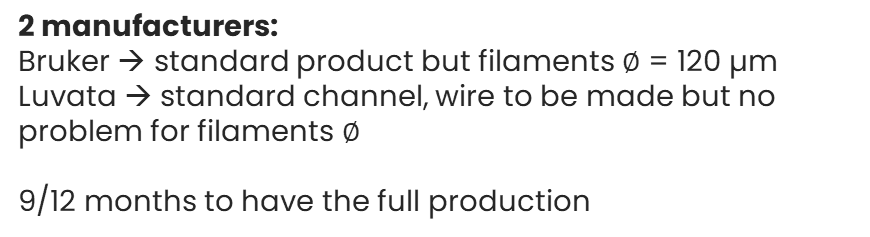 2 manufacturers:
Bruker → standard product but filaments ⌀ = 120 µm
Luvata → standard channel, wire to be made but no
problem for filaments ⌀
9/12 months to have the full production